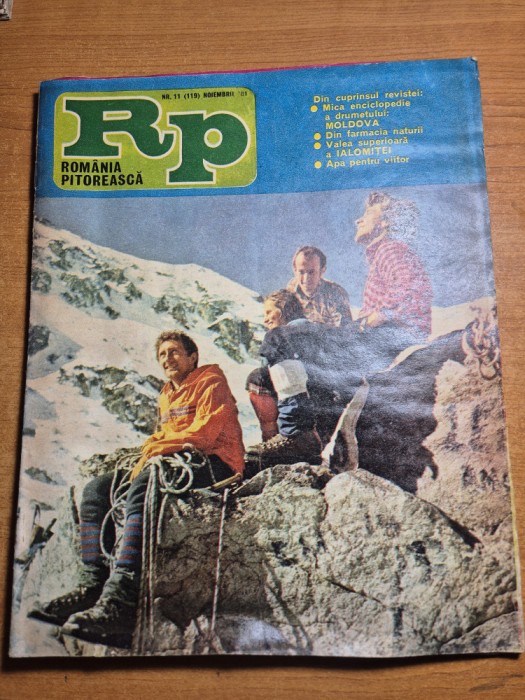 NR. 11 (119) NOIEMBRIE '81
Rp
ROMÂNIA
PITOREASCĂ
Din cuprinsul revistei:
● Mica enciclopedie
a drumetului:
MOLDOVA
● Din farmacia naturii
● Valea superioară
a IALOMIȚEI
● Apa pentru viitor